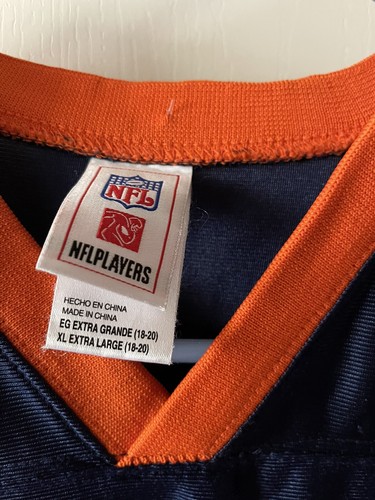 NFL
NFLPLAYERS
HECHO EN CHINA
MADE IN CHINA
EG EXTRA GRANDE (18-20)
XL EXTRA LARGE (18-20)